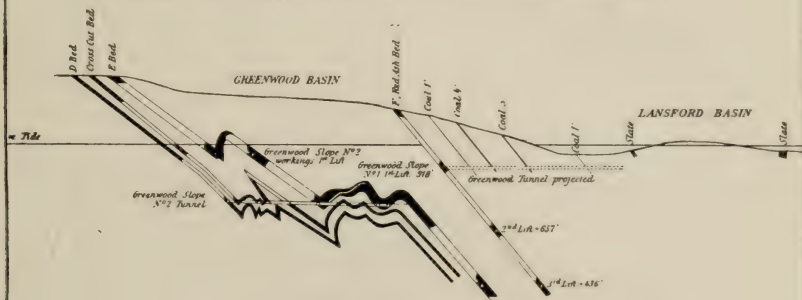 D Bed
Cross Cut Bed
E Bed
GREENWOOD BASIN
F, Red Ash Bed
Coal 1'
Coal 4'
Coal 3
Coal 1'
Slate
LANSFORD BASIN
Slate
Tide
Greenwood Slope No 2
workings 1st Lift
Greenwood Slope
No 1 1st Lift 318'
Greenwood Tunnel projected
Greenwood Slope
No 2 Tunnel
2nd Lift - 637'
3rd Lift - 436'